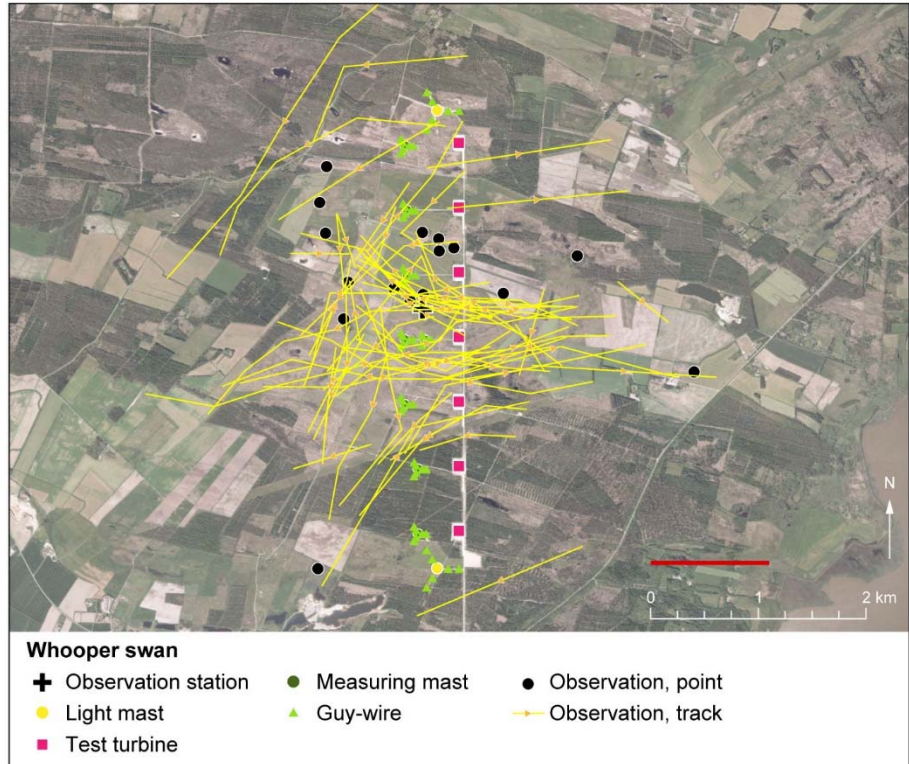 N
0 1 2 km
Whooper swan
Observation station
Measuring mast
Observation, point
Light mast
Guy-wire
Observation, track
Test turbine